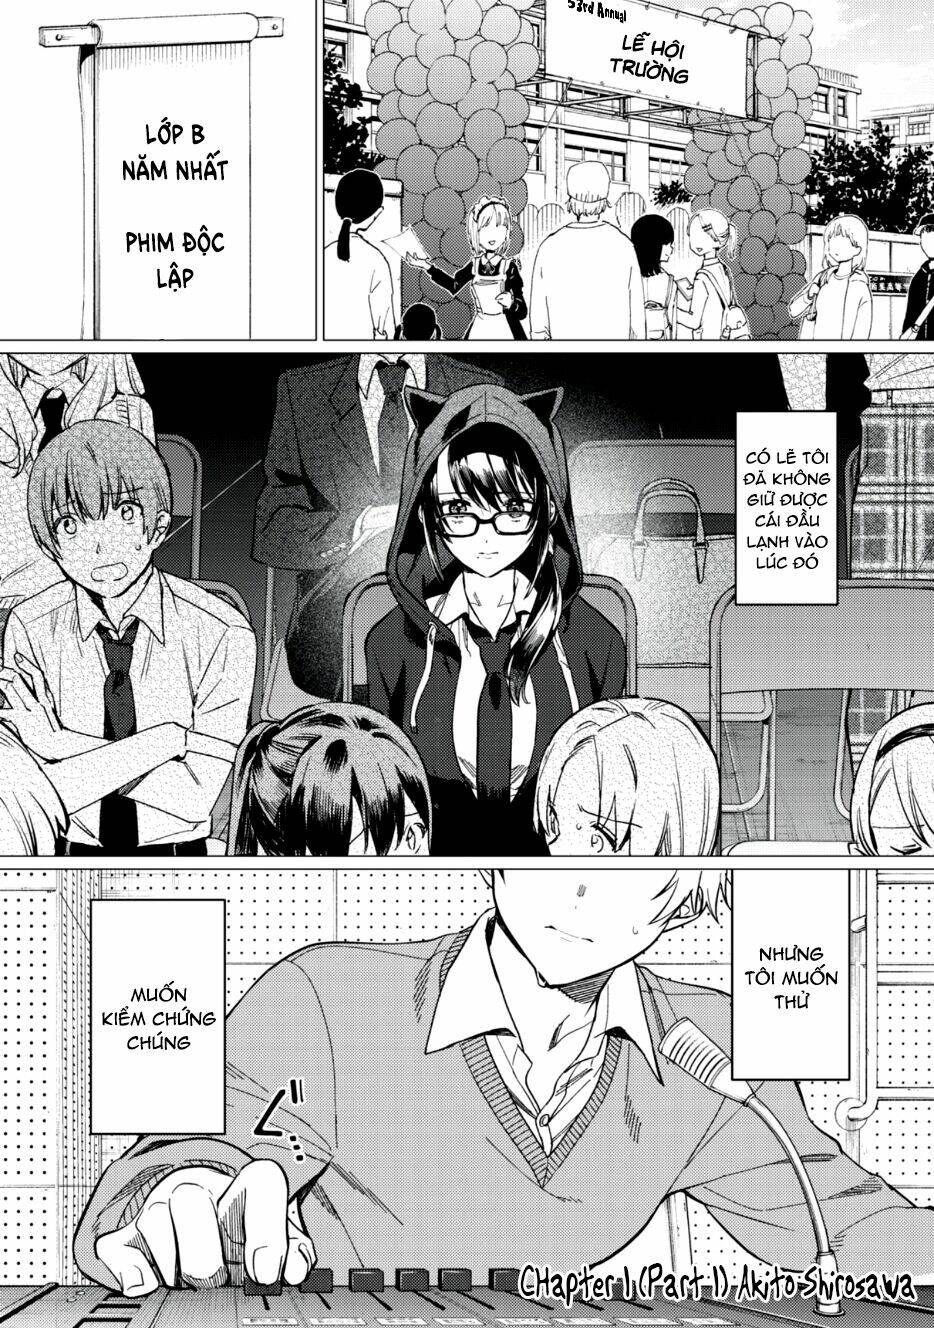 53rd Annual
LỄ HỘI
TRƯỜNG
LỚP B
NĂM NHẤT
PHIM ĐỘC
LẬP
CÓ LẼ TÔI
ĐÃ KHÔNG
GIỮ ĐƯỢC
CÁI ĐẦU
LẠNH VÀO
LÚC ĐÓ
NHƯNG
TÔI MUỐN
THỬ
MUỐN
KIỂM CHỨNG
CHÚNG
CHapter 1 (Part 1) Akito Shirosawa